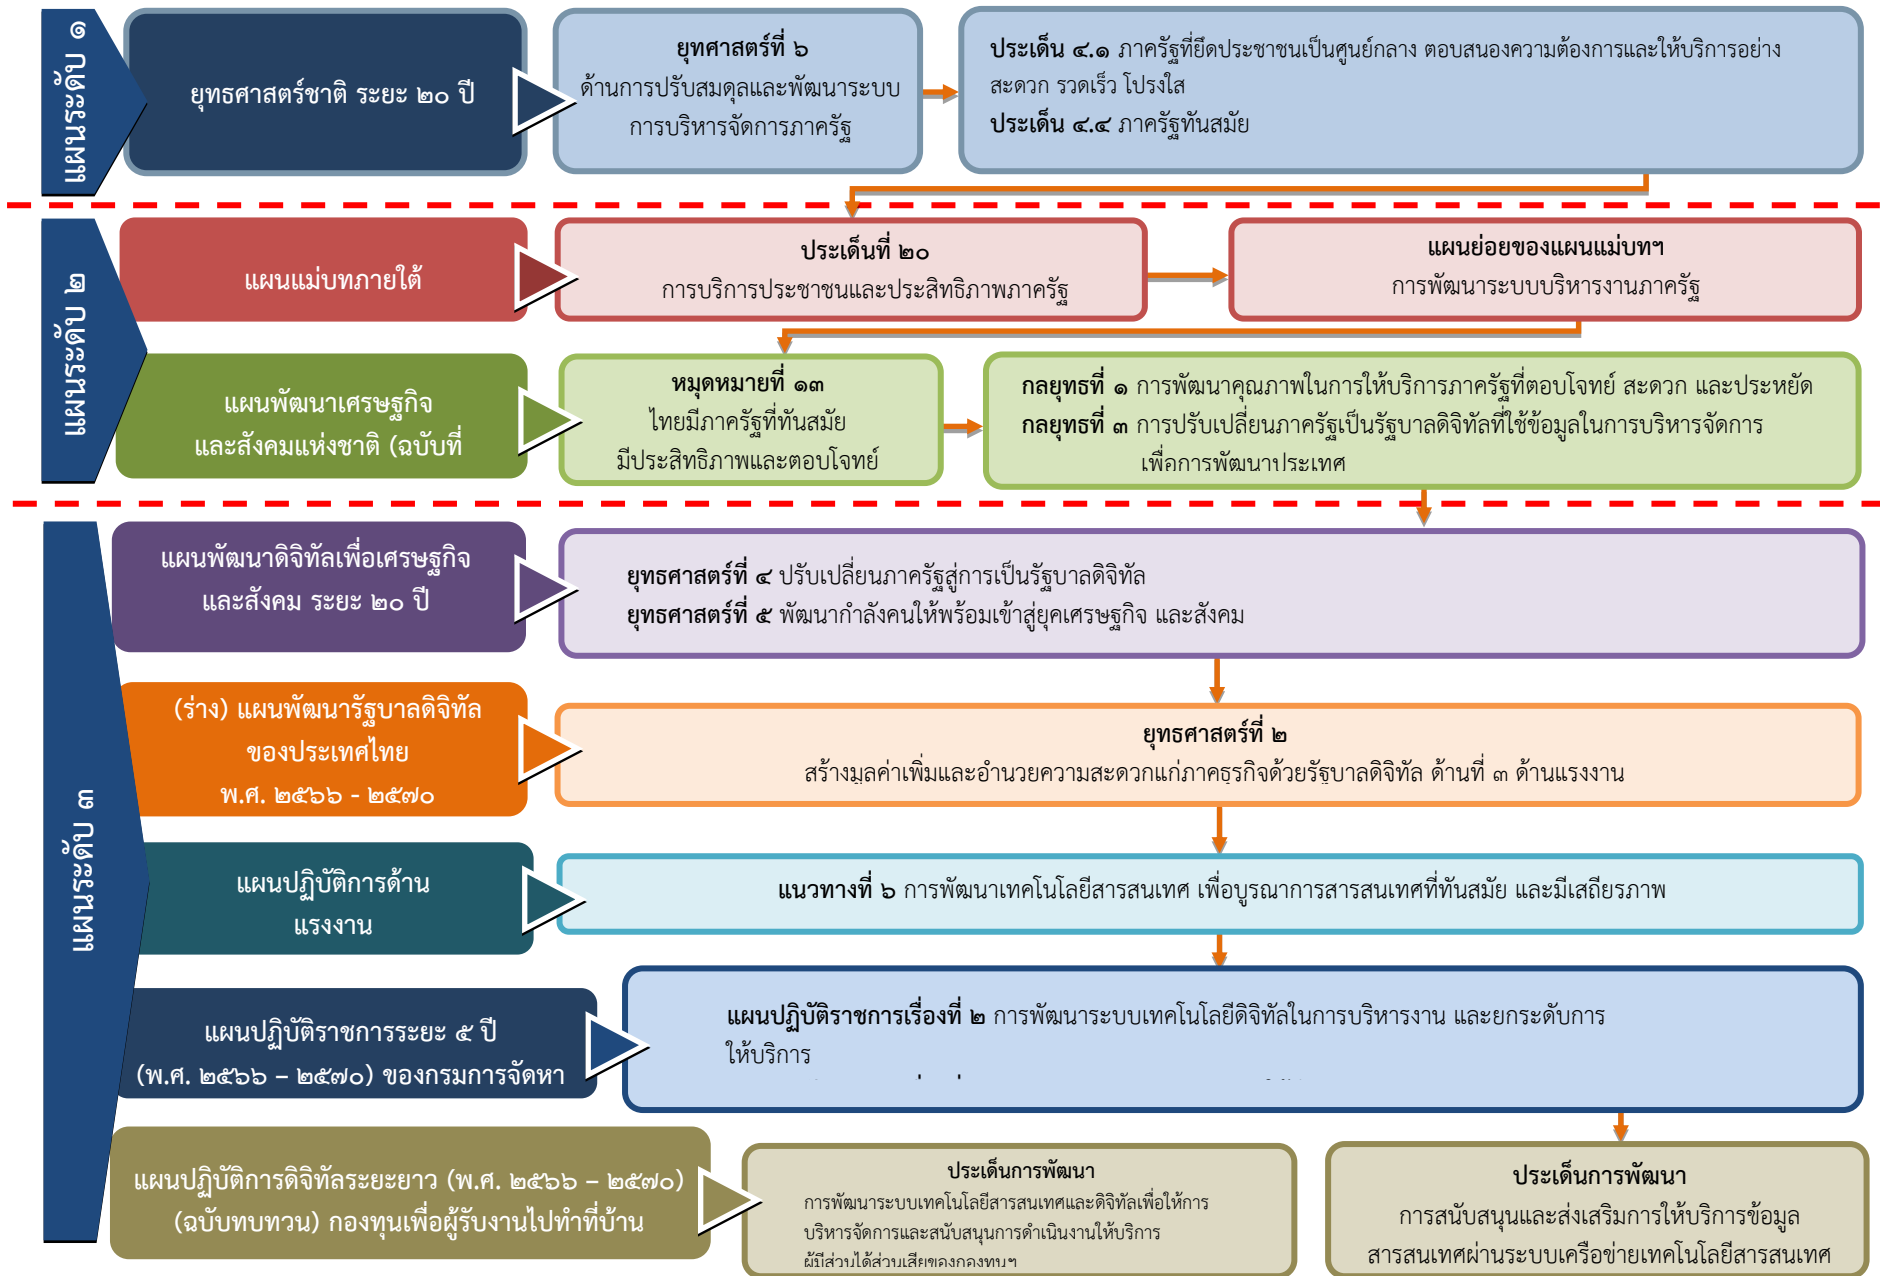 แผนระดับ ๑
ยุทธศาสตร์ชาติ ระยะ ๒๐ ปี
ยุทศาสตร์ที่ ๖
ด้านการปรับสมดุลและพัฒนาระบบ
การบริหารจัดการภาครัฐ
ประเด็น ๔.๑ ภาครัฐที่ยึดประชาชนเป็นศูนย์กลาง ตอบสนองความต้องการและให้บริการอย่าง
สะดวก รวดเร็ว โปร่งใส
ประเด็น ๔.๔ ภาครัฐทันสมัย
แผนระดับ ๒
แผนแม่บทภายใต้
ประเด็นที่ ๒๐
การบริการประชาชนและประสิทธิภาพภาครัฐ
แผนย่อยของแผนแม่บทฯ
การพัฒนาระบบบริหารงานภาครัฐ
แผนพัฒนาเศรษฐกิจ
และสังคมแห่งชาติ (ฉบับที่
หมุดหมายที่ ๑๓
ไทยมีภาครัฐที่ทันสมัย
มีประสิทธิภาพและตอบโจทย์
กลยุทธที่ ๑ การพัฒนาคุณภาพในการให้บริการภาครัฐที่ตอบโจทย์ สะดวก และประหยัด
กลยุทธที่ ๓ การปรับเปลี่ยนภาครัฐเป็นรัฐบาลดิจิทัลที่ใช้ข้อมูลในการบริหารจัดการ
เพื่อการพัฒนาประเทศ
แผนระดับ ๓
แผนพัฒนาดิจิทัลเพื่อเศรษฐกิจ
และสังคม ระยะ ๒๐ ปี
ยุทธศาสตร์ที่ ๔ ปรับเปลี่ยนภาครัฐสู่การเป็นรัฐบาลดิจิทัล
ยุทธศาสตร์ที่ ๕ พัฒนากำลังคนให้พร้อมเข้าสู่ยุคเศรษฐกิจ และสังคม
(ร่าง) แผนพัฒนารัฐบาลดิจิทัล
ของประเทศไทย
พ.ศ. ๒๕๖๖ - ๒๕๗๐
ยุทธศาสตร์ที่ ๒
สร้างมูลค่าเพิ่มและอำนวยความสะดวกแก่ภาคธุรกิจด้วยรัฐบาลดิจิทัล ด้านที่ ๓ ด้านแรงงาน
แผนปฏิบัติการด้าน
แรงงาน
แนวทางที่ ๖ การพัฒนาเทคโนโลยีสารสนเทศ เพื่อบูรณาการสารสนเทศที่ทันสมัย และมีเสถียรภาพ
แผนปฏิบัติราชการระยะ ๕ ปี
(พ.ศ. ๒๕๖๖ – ๒๕๗๐) ของกรมการจัดหา
แผนปฏิบัติราชการเรื่องที่ ๒ การพัฒนาระบบเทคโนโลยีดิจิทัลในการบริหารงาน และยกระดับการ
ให้บริการ
แผนปฏิบัติการดิจิทัลระยะยาว (พ.ศ. ๒๕๖๖ – ๒๕๗๐)
(ฉบับทบทวน) กองทุนเพื่อผู้รับงานไปทำที่บ้าน
ประเด็นการพัฒนา
การพัฒนาระบบเทคโนโลยีสารสนเทศและดิจิทัลเพื่อให้การ
บริหารจัดการและสนับสนุนการดำเนินงานให้บริการ
ผู้มีส่วนได้ส่วนเสียของกองทุนฯ
ประเด็นการพัฒนา
การสนับสนุนและส่งเสริมการให้บริการข้อมูล
สารสนเทศผ่านระบบเครือข่ายเทคโนโลยีสารสนเทศ